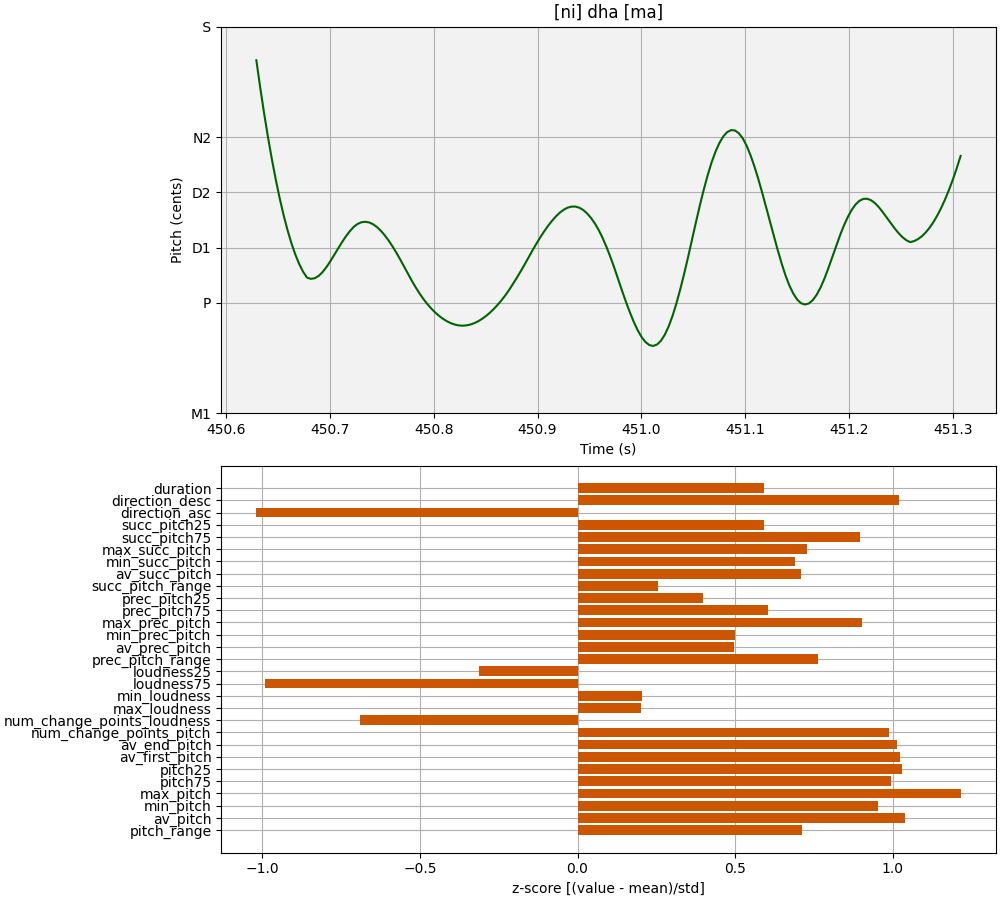 [ni] dha [ma]
S
N2
D2
D1
P
M1
Pitch (cents)
450.6 450.7 450.8 450.9 451.0 451.1 451.2 451.3
Time (s)
duration
direction_desc
direction_asc
succ_pitch25
succ_pitch75
max_succ_pitch
min_succ_pitch
av_succ_pitch
succ_pitch_range
prec_pitch25
prec_pitch75
max_prec_pitch
min_prec_pitch
av_prec_pitch
prec_pitch_range
loudness25
loudness75
min_loudness
max_loudness
num_change_points_loudness
num_change_points_pitch
av_end_pitch
av_first_pitch
pitch25
pitch75
max_pitch
min_pitch
av_pitch
pitch_range
−1.0 −0.5 0.0 0.5 1.0
z-score [(value - mean)/std]